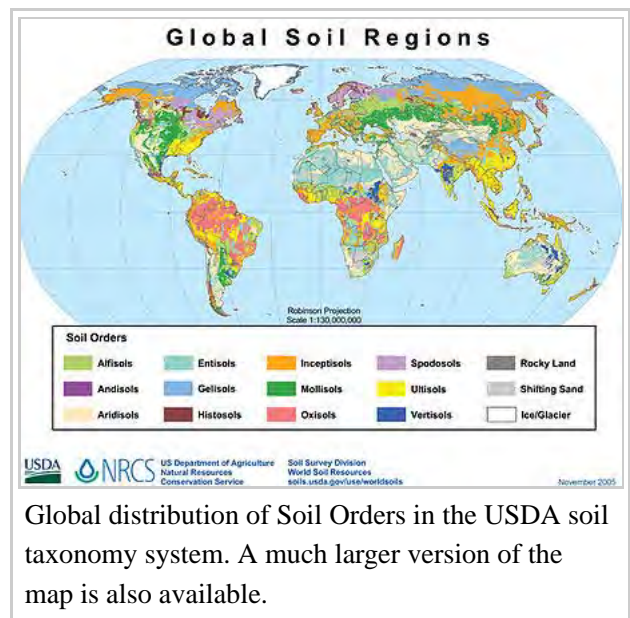 Global Soil Regions
Robinson Projection
Scale 1:130,000,000
Soil Orders
Alfisols
Entisols
Inceptisols
Spodosols
Rocky Land
Andisols
Gelisols
Mollisols
Ultisols
Shifting Sand
Aridisols
Histosols
Oxisols
Vertisols
Ice/Glacier
USDA
NRCS
US Department of Agriculture
Natural Resources
Conservation Service
Soil Survey Division
World Soil Resources
soils.usda.gov/use/worldsoils
November 2005
Global distribution of Soil Orders in the USDA soil
taxonomy system. A much larger version of the
map is also available.